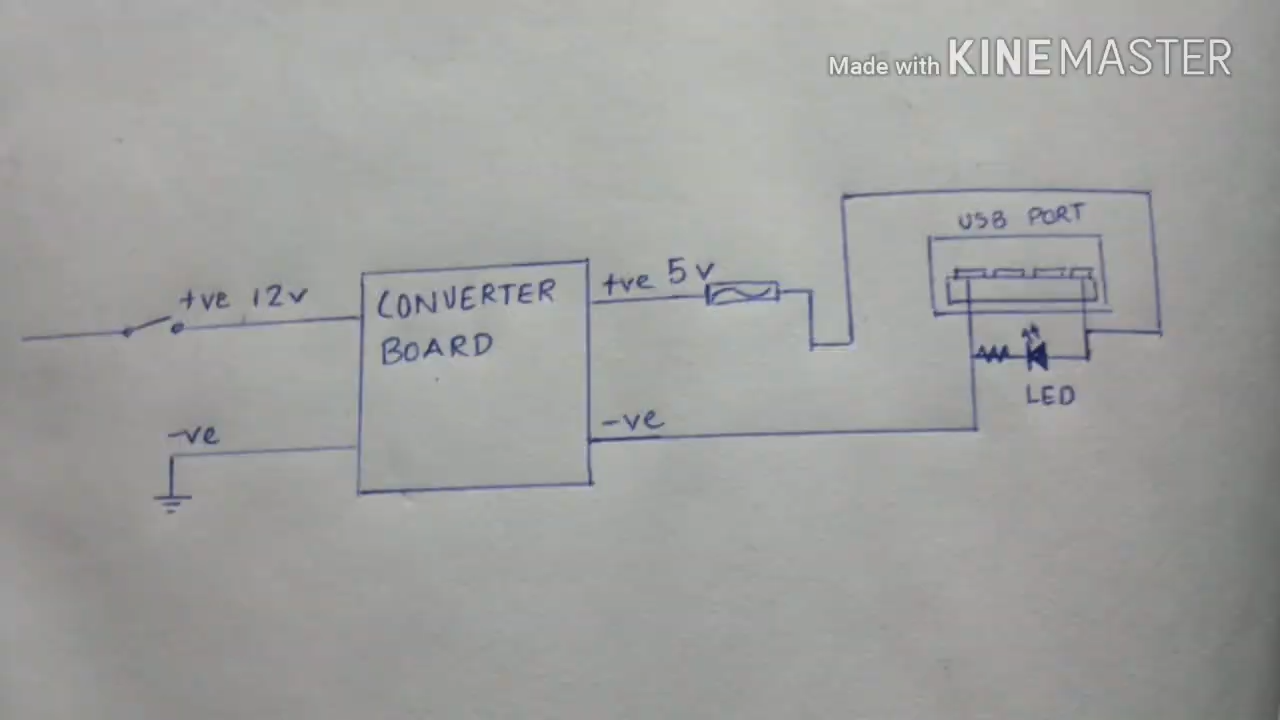 Made with KINEMASTER
USB PORT
+ve 5v
+ve 12v
CONVERTER
BOARD
-ve
-ve
LED